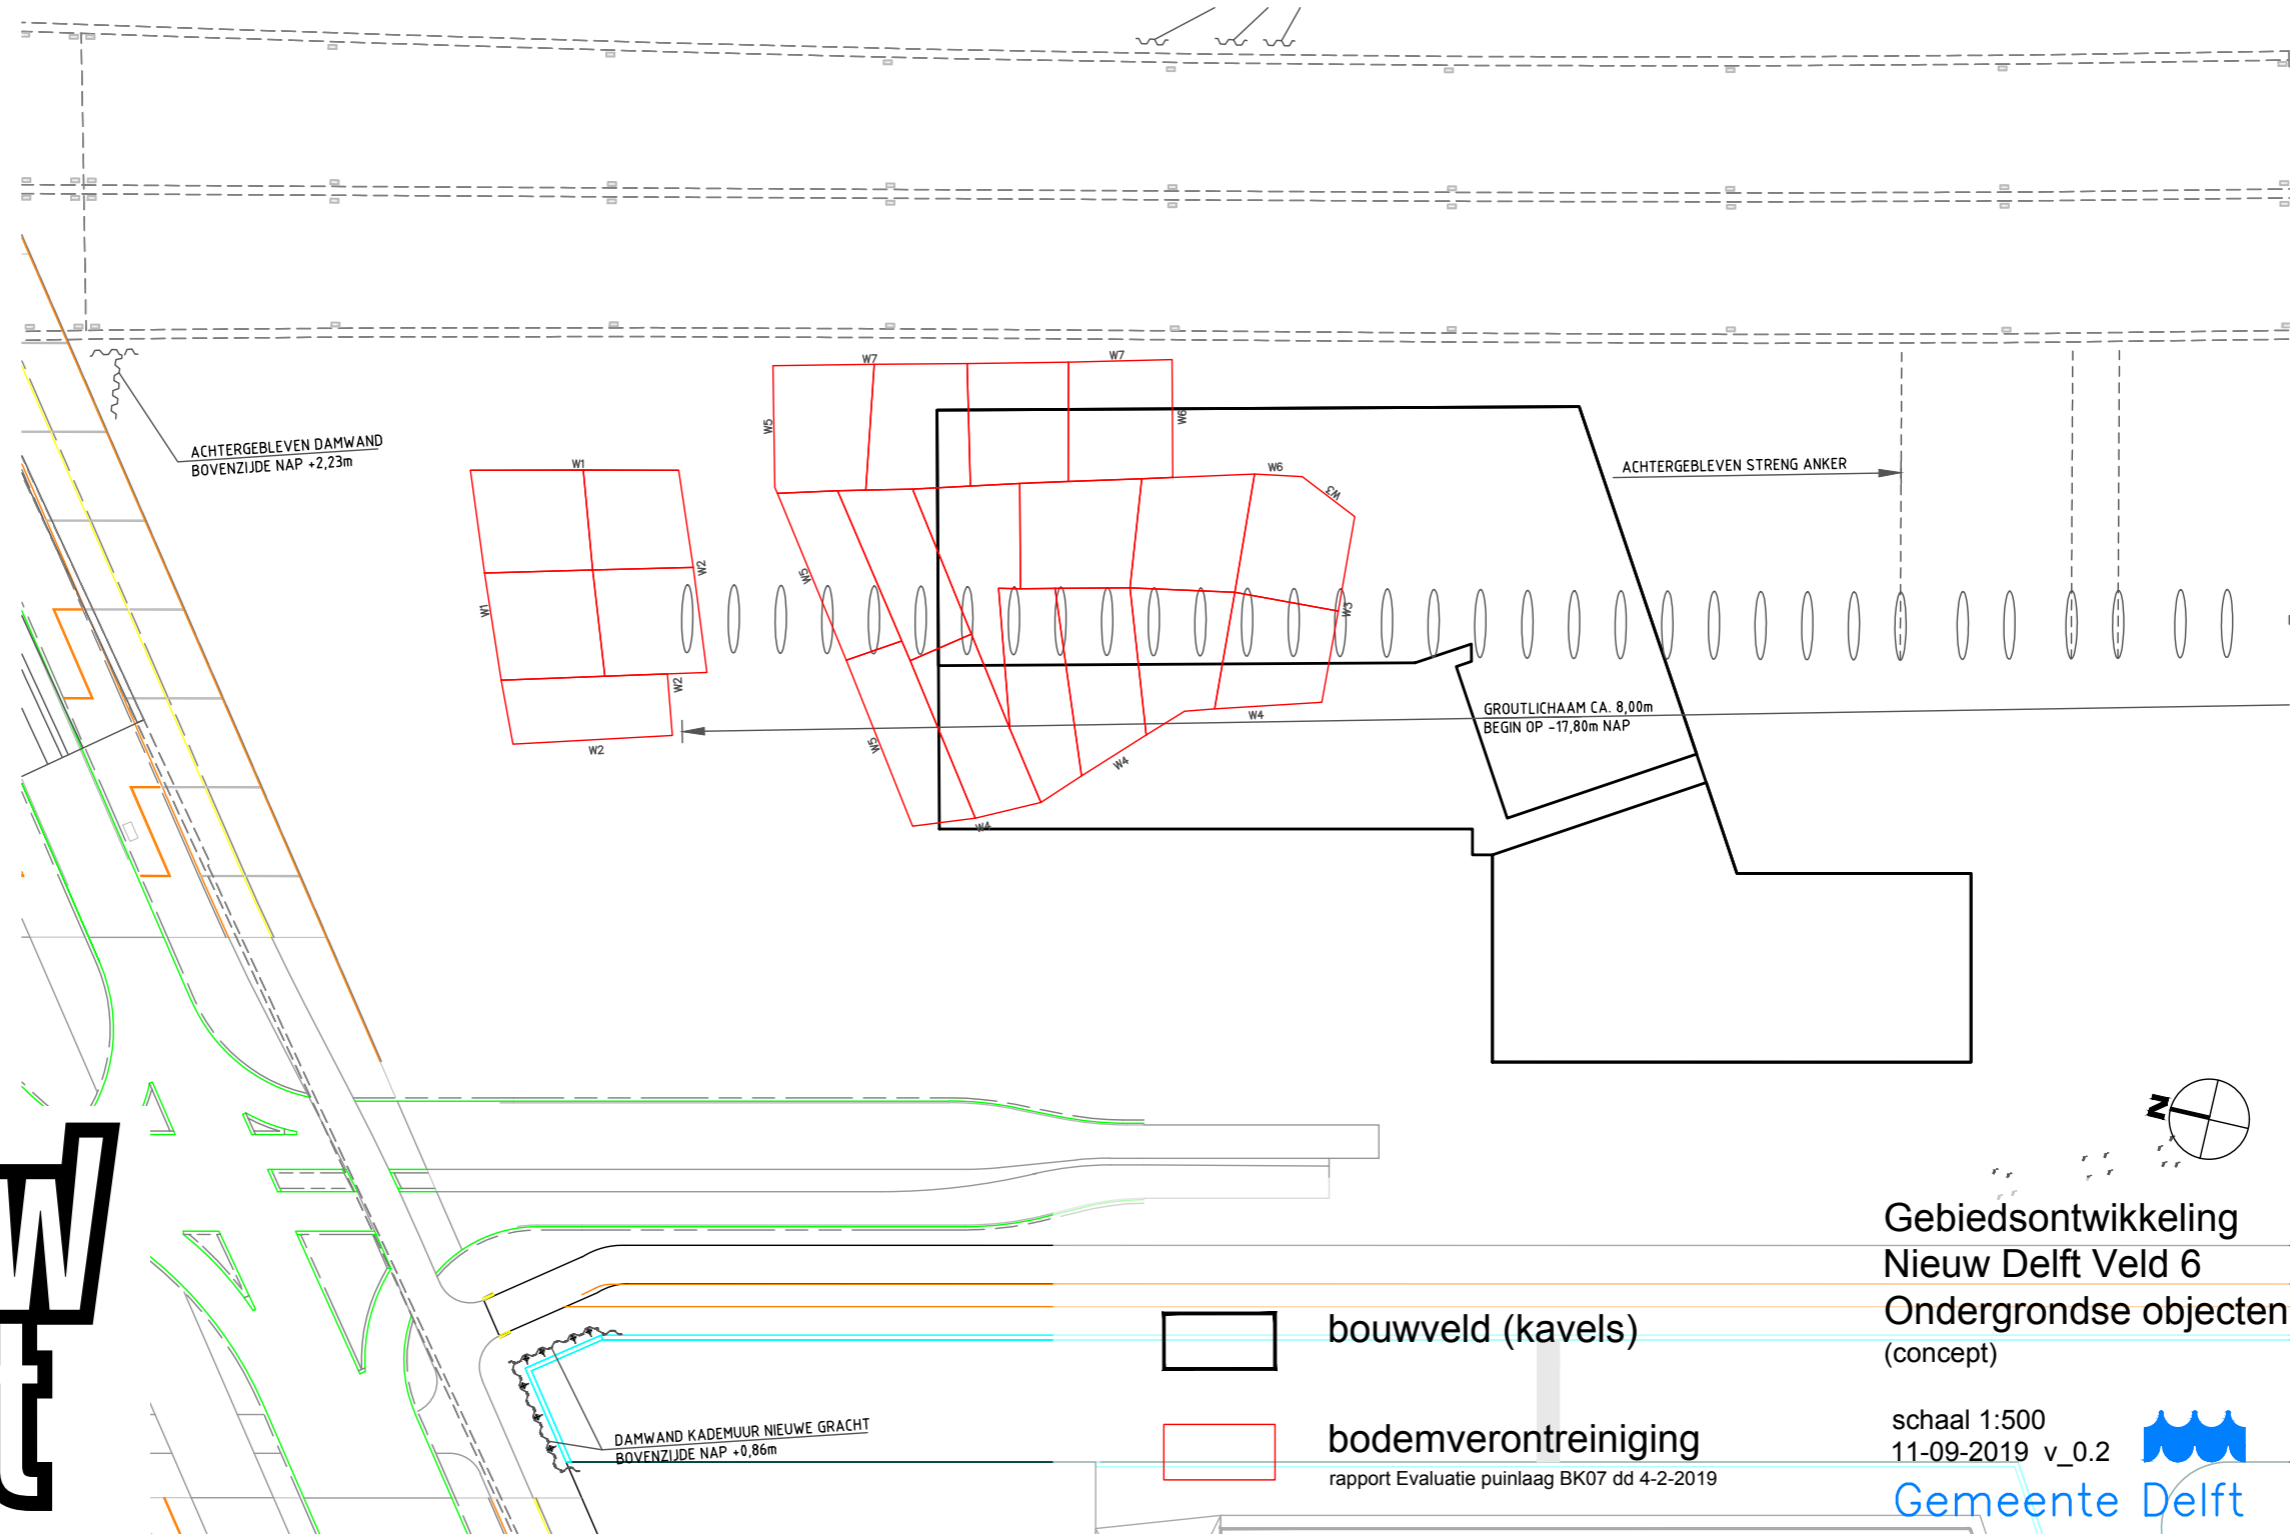 W7
W7
W5
W6
ACHTERGEBLEVEN DAMWAND
BOVENZIJDE NAP +2,23m
W1
W6
W3
ACHTERGEBLEVEN STRENG ANKER
W2
W5
W1
W3
W2
W2
W5
W4
W4
W4
GROUTLICHAAM CA. 8,00m
BEGIN OP -17,80m NAP
N
w
t
Gebiedsontwikkeling
Nieuw Delft Veld 6
Ondergrondse objecten
(concept)
bouwveld (kavels)
bodemverontreiniging
rapport Evaluatie puinlaag BK07 dd 4-2-2019
DAMWAND KADEMUUR NIEUWE GRACHT
BOVENZIJDE NAP +0,86m
schaal 1:500
11-09-2019 v_0.2
Gemeente Delft